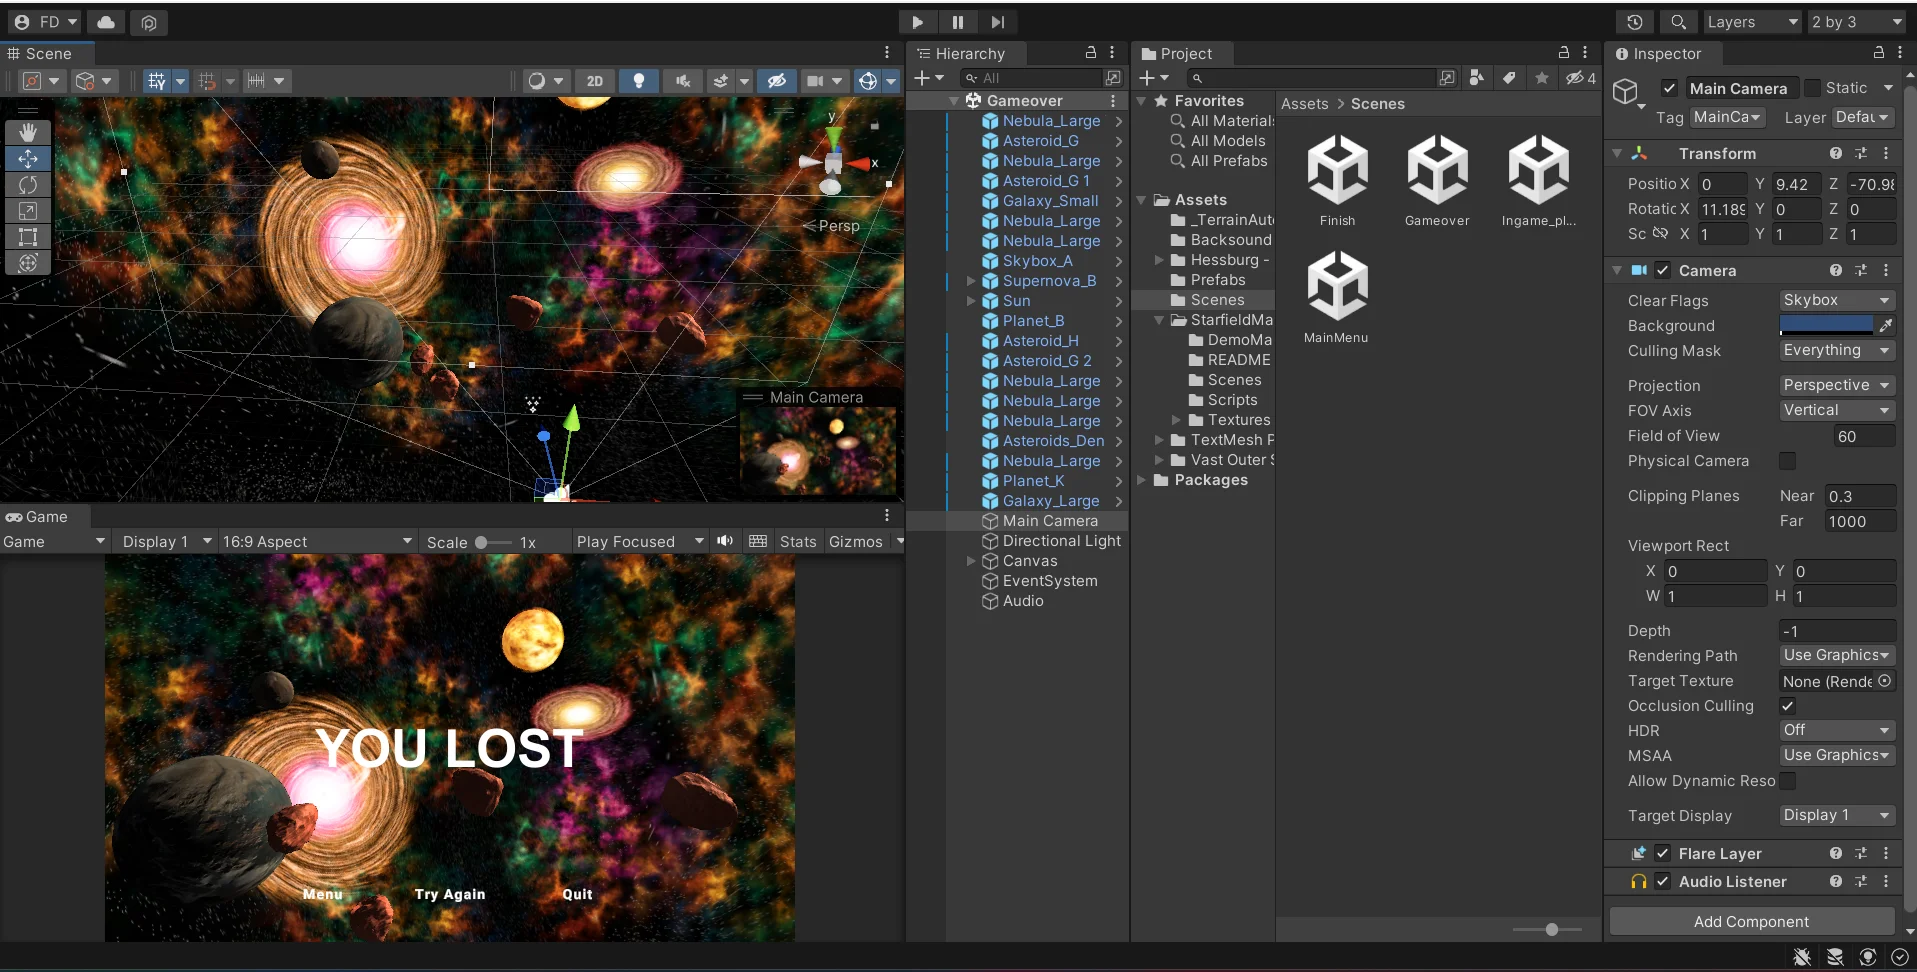 FD
Layers
2 by 3
Scene
2D
y
x
Persp
Main Camera
Game
Game
Display 1
16:9 Aspect
Scale
1x
Play Focused
Stats
Gizmos
YOU LOST
Menu
Try Again
Quit
Hierarchy
All
Gameover
Nebula_Large
Asteroid_G
Nebula_Large
Asteroid_G 1
Galaxy_Small
Nebula_Large
Nebula_Large
Skybox_A
Supernova_B
Sun
Planet_B
Asteroid_H
Asteroid_G 2
Nebula_Large
Nebula_Large
Nebula_Large
Asteroids_Den
Nebula_Large
Planet_K
Galaxy_Large
Main Camera
Directional Light
Canvas
EventSystem
Audio
Project
4
Favorites
All Materials
All Models
All Prefabs
Assets
_TerrainAuto
Backsound
Hessburg -
Prefabs
Scenes
StarfieldMa
DemoMa
README
Scenes
Scripts
Textures
TextMesh P
Vast Outer S
Packages
Assets > Scenes
Finish
Gameover
Ingame_pl...
MainMenu
Inspector
Main Camera
Static
Tag MainCa
Layer Defau
Transform
Positio X 0 Y 9.42 Z -70.98
Rotatic X 11.189 Y 0 Z 0
Sc X 1 Y 1 Z 1
Camera
Clear Flags Skybox
Background
Culling Mask Everything
Projection Perspective
FOV Axis Vertical
Field of View 60
Physical Camera
Clipping Planes Near 0.3
Far 1000
Viewport Rect
X 0 Y 0
W 1 H 1
Depth -1
Rendering Path Use Graphics
Target Texture None (Rende
Occlusion Culling
HDR Off
MSAA Use Graphics
Allow Dynamic Reso
Target Display Display 1
Flare Layer
Audio Listener
Add Component